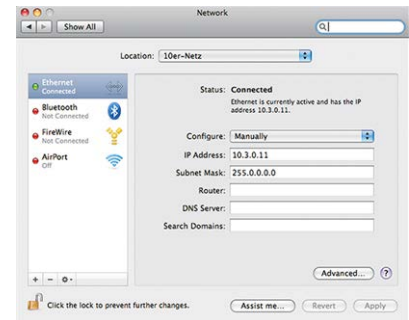 Network
Show All
Location: 10er-Netz
Ethernet
Connected
Bluetooth
Not Connected
FireWire
Not Connected
AirPort
Off
Status: Connected
Ethernet is currently active and has the IP
address 10.3.0.11.
Configure: Manually
IP Address: 10.3.0.11
Subnet Mask: 255.0.0.0
Router:
DNS Server:
Search Domains:
Advanced...
?
Click the lock to prevent further changes.
Assist me...
Revert
Apply